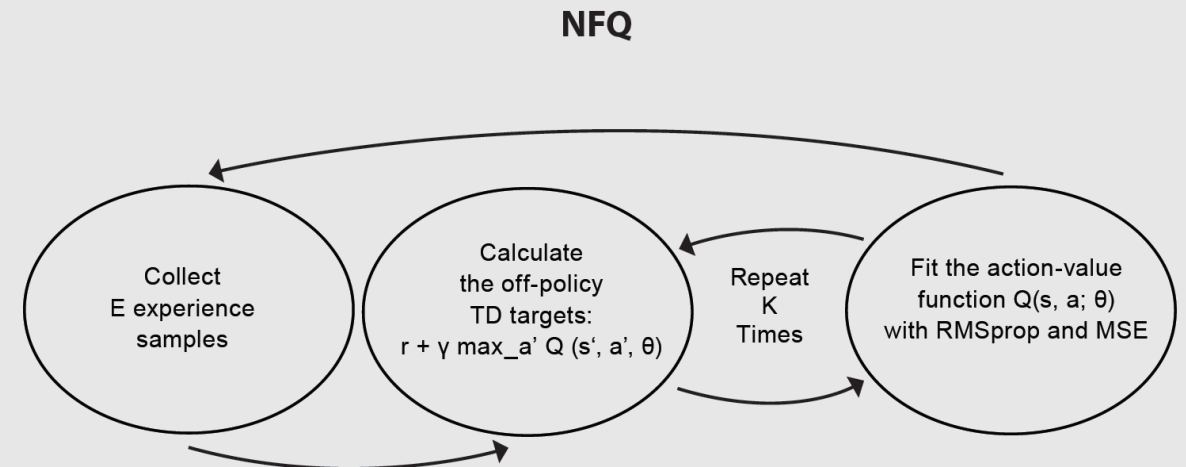 NFQ
Collect
E experience
samples
Calculate
the off-policy
TD targets:
r + γ max_a’ Q (s‘, a’, θ)
Repeat
K
Times
Fit the action-value
function Q(s, a; θ)
with RMSprop and MSE